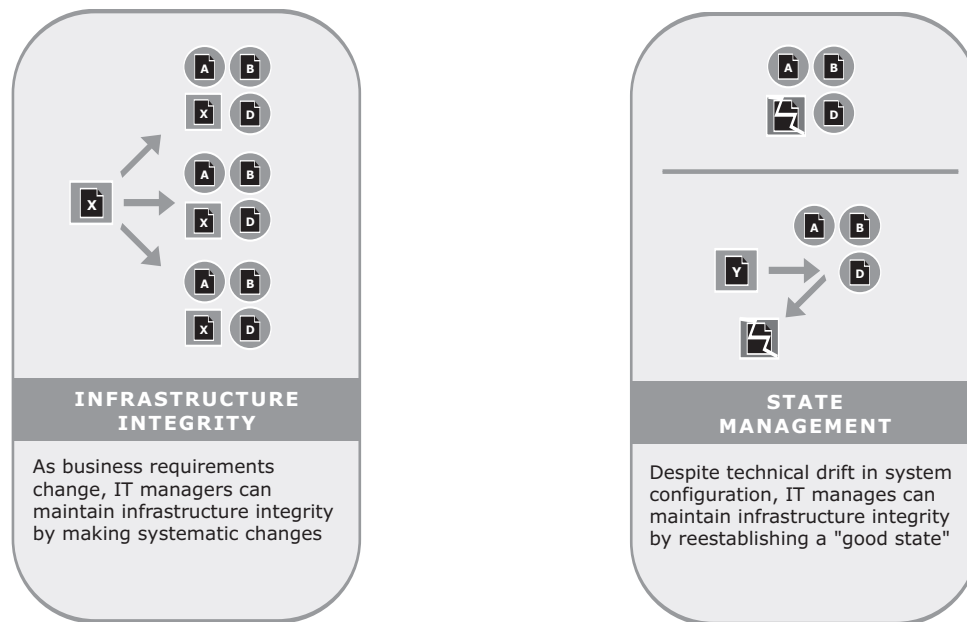 A B
X D
A B
X
X D
A B
X D
INFRASTRUCTURE
INTEGRITY
As business requirements
change, IT managers can
maintain infrastructure integrity
by making systematic changes
A B
D
A B
Y D
STATE
MANAGEMENT
Despite technical drift in system
configuration, IT manages can
maintain infrastructure integrity
by reestablishing a "good state"